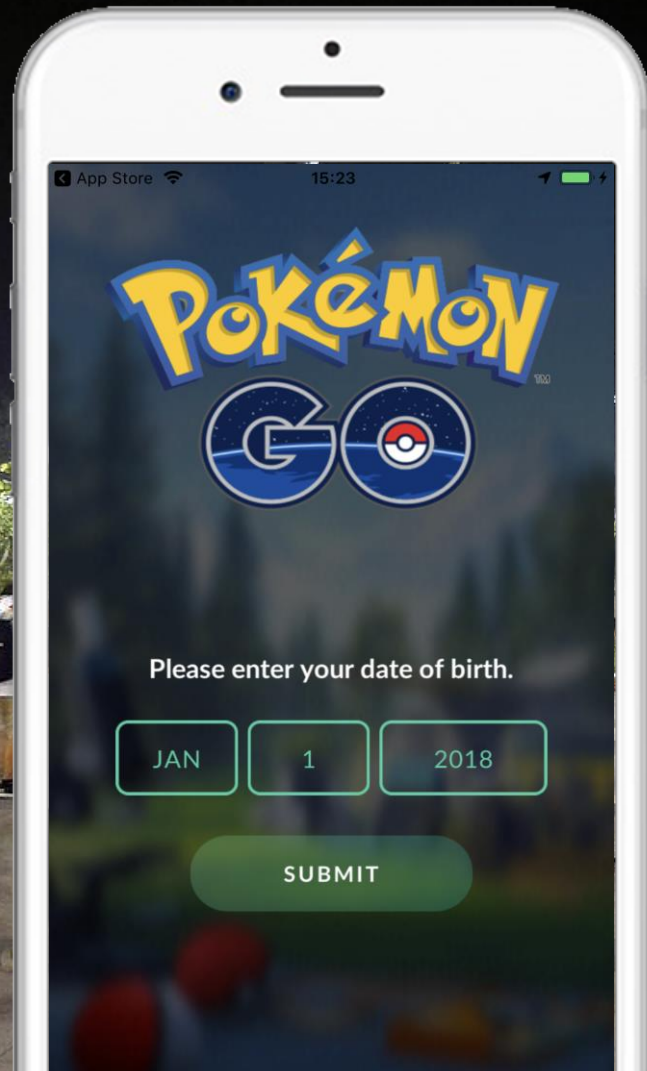 App Store
15:23
POKÉMON
TM
GO
Please enter your date of birth.
JAN
1
2018
SUBMIT